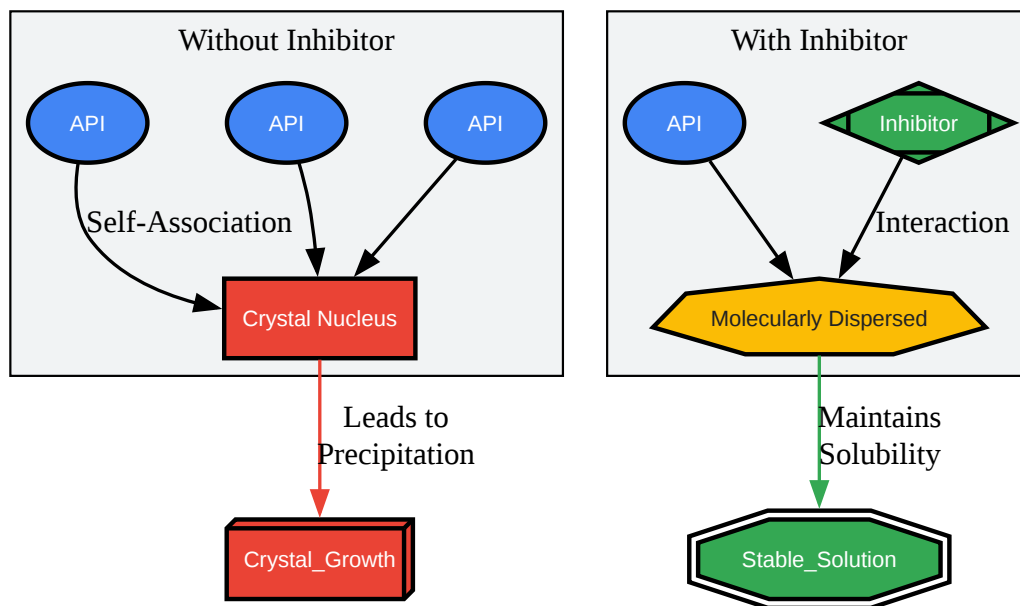 Without Inhibitor
API
API
API
Self-Association
Crystal Nucleus
Leads to
Precipitation
Crystal_Growth
With Inhibitor
API
Inhibitor
Interaction
Molecularly Dispersed
Maintains
Solubility
Stable_Solution